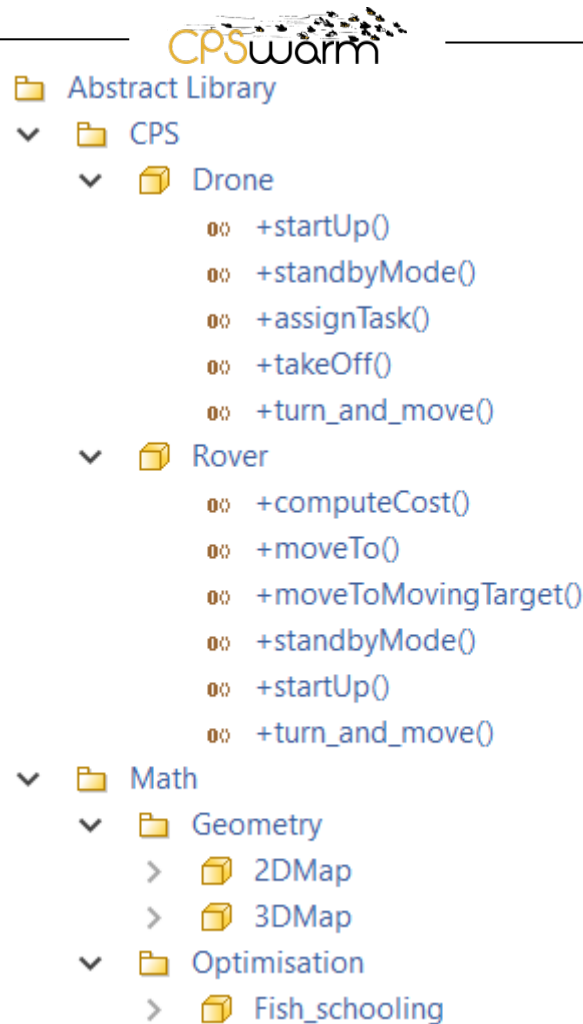 CPSwarm
Abstract Library
CPS
Drone
+startUp()
+standbyMode()
+assignTask()
+takeOff()
+turn_and_move()
Rover
+computeCost()
+moveTo()
+moveToMovingTarget()
+standbyMode()
+startUp()
+turn_and_move()
Math
Geometry
2DMap
3DMap
Optimisation
Fish_schooling